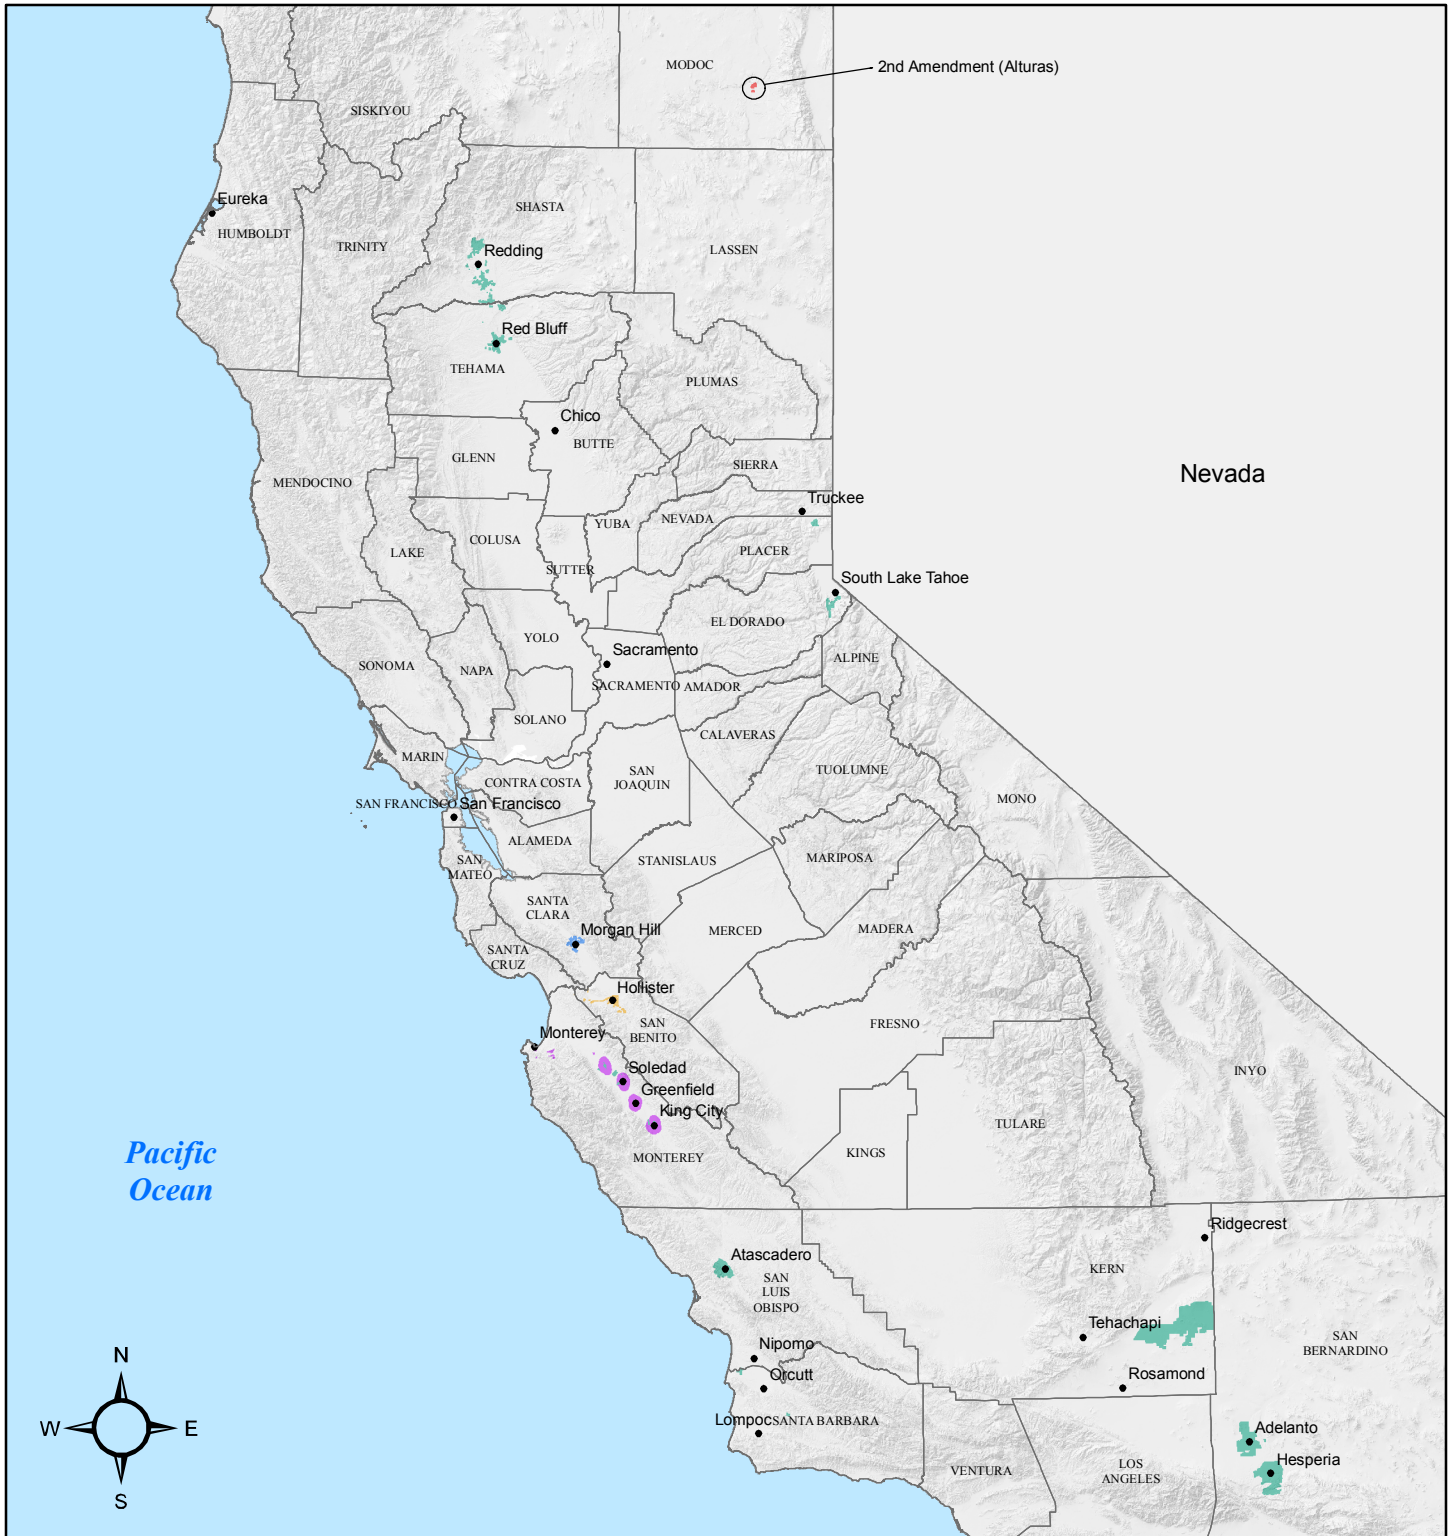 MODOC
2nd Amendment (Alturas)
SISKIYOU
Eureka
HUMBOLDT
TRINITY
SHASTA
Redding
LASSEN
Red Bluff
TEHAMA
PLUMAS
Chico
BUTTE
GLENN
SIERRA
Nevada
MENDOCINO
Truckee
YUBA
NEVADA
COLUSA
LAKE
PLACER
SUTTER
South Lake Tahoe
EL DORADO
YOLO
Sacramento
SONOMA
NAPA
ALPINE
SACRAMENTO
AMADOR
SOLANO
CALAVERAS
MARIN
CONTRA COSTA
SAN
JOAQUIN
TUOLUMNE
MONO
SAN FRANCISCO
San Francisco
ALAMEDA
SAN
MATEO
STANISLAUS
MARIPOSA
SANTA
CLARA
Morgan Hill
MERCED
MADERA
SANTA
CRUZ
Hollister
SAN
BENITO
FRESNO
Monterey
Soledad
Greenfield
King City
INYO
TULARE
MONTEREY
KINGS
Pacific
Ocean
Ridgecrest
Atascadero
SAN
LUIS
OBISPO
KERN
Tehachapi
SAN
BERNARDINO
Nipomo
Orcutt
Rosamond
Lompoc
SANTA BARBARA
Adelanto
Hesperia
VENTURA
LOS
ANGELES
N
W
E
S